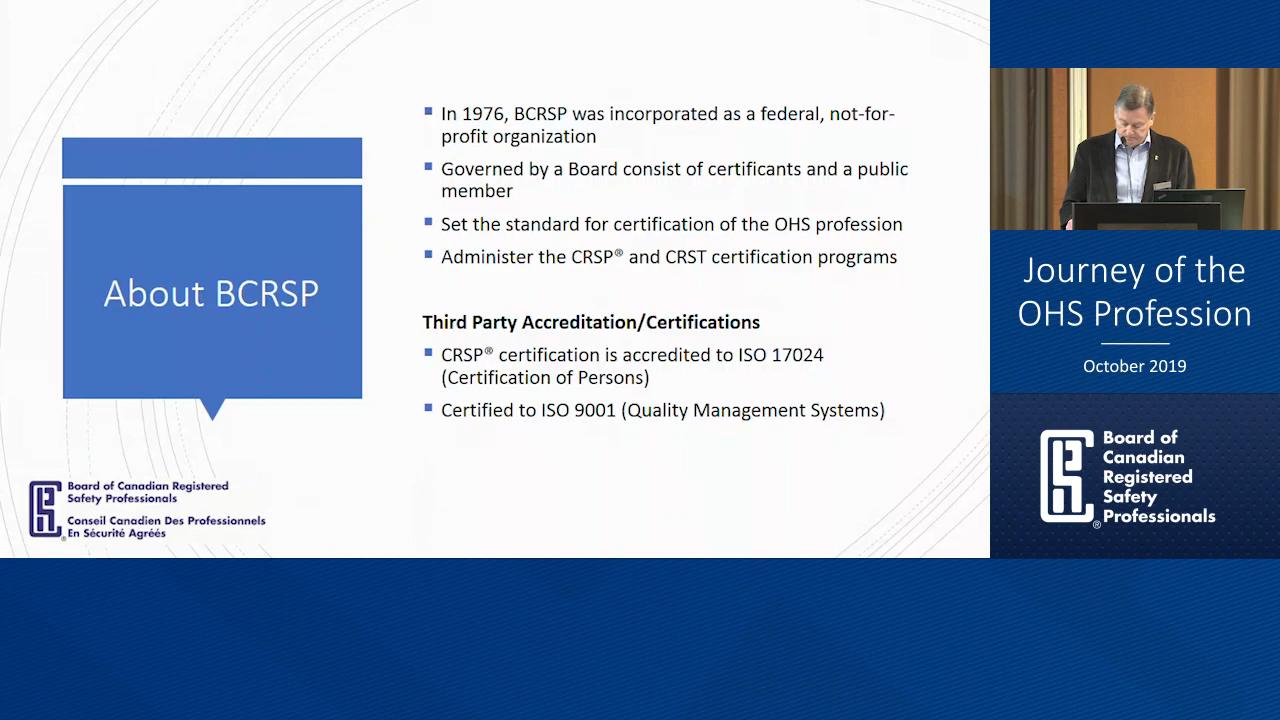 About BCRSP
In 1976, BCRSP was incorporated as a federal, not-for-
profit organization
Governed by a Board consist of certificants and a public
member
Set the standard for certification of the OHS profession
Administer the CRSP® and CRST certification programs
Third Party Accreditation/Certifications
CRSP® certification is accredited to ISO 17024
(Certification of Persons)
Certified to ISO 9001 (Quality Management Systems)
Board of Canadian Registered
Safety Professionals
Conseil Canadien Des Professionnels
En Sécurité Agréés
®
Journey of the
OHS Profession
October 2019
Board of
Canadian
Registered
Safety
Professionals
®